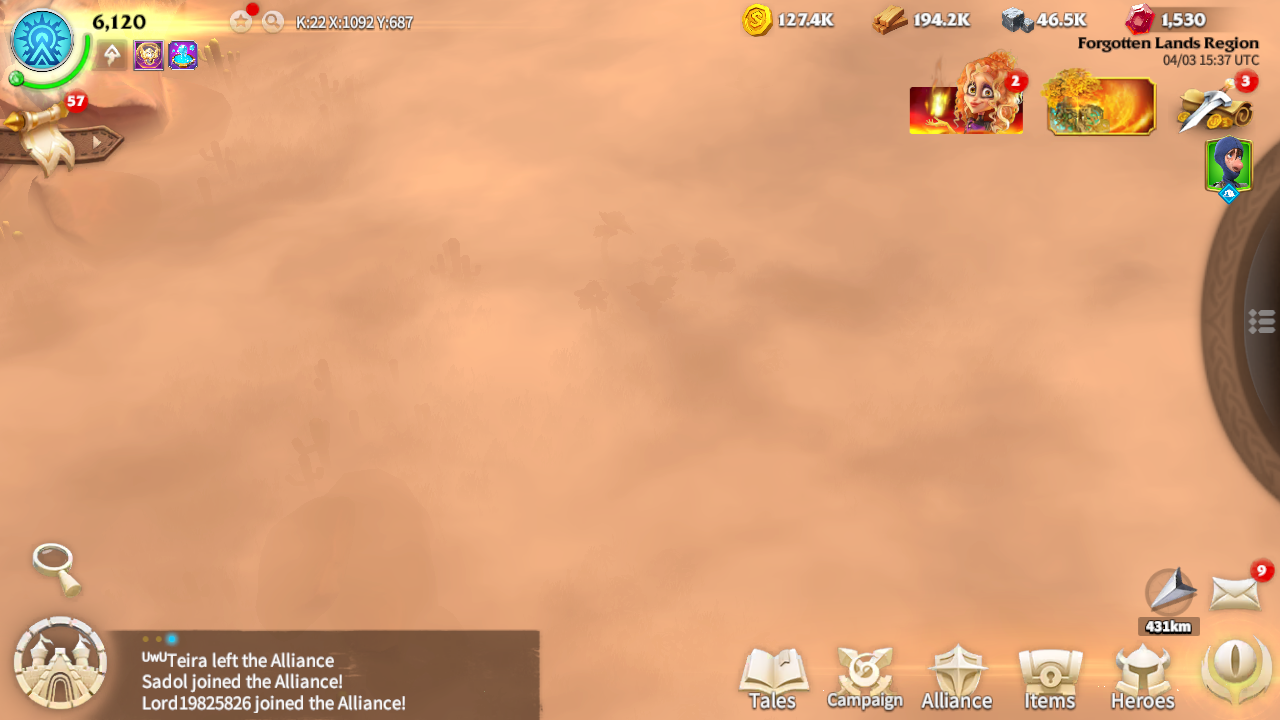 6,120
K:22 X:1092 Y:687
127.4K
194.2K
46.5K
1,530
Forgotten Lands Region
04/03 15:37 UTC
2
3
57
9
431km
UwUTeira left the Alliance
Sadol joined the Alliance!
Lord19825826 joined the Alliance!
Tales
Campaign
Alliance
Items
Heroes